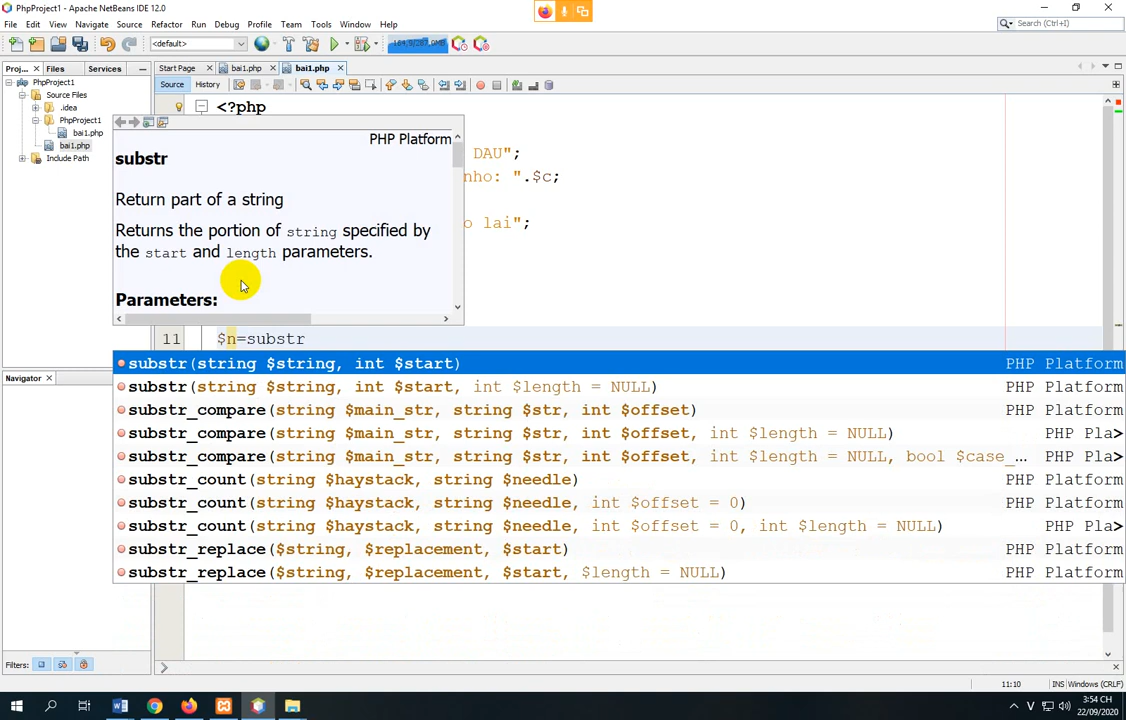 PhpProject1 - Apache NetBeans IDE 12.0
File Edit View Navigate Source Refactor Run Debug Profile Team Tools Window Help
Search (Ctrl+I)
<default>
Proj... Files Services
Start Page bai1.php bai1.php
PhpProject1
Source Files
.idea
PhpProject1
bai1.php
bai1.php
Include Path
Source History
<?php
DAU";
nho: ".$c;
o lai";
PHP Platform
substr
Return part of a string
Returns the portion of string specified by
the start and length parameters.
Parameters:
11 $n=substr
substr(string $string, int $start) PHP Platform
substr(string $string, int $start, int $length = NULL) PHP Platform
substr_compare(string $main_str, string $str, int $offset) PHP Platform
substr_compare(string $main_str, string $str, int $offset, int $length = NULL) PHP Pla>
substr_compare(string $main_str, string $str, int $offset, int $length = NULL, bool $case_... PHP Pla>
substr_count(string $haystack, string $needle) PHP Platform
substr_count(string $haystack, string $needle, int $offset = 0) PHP Platform
substr_count(string $haystack, string $needle, int $offset = 0, int $length = NULL) PHP Pla>
substr_replace($string, $replacement, $start) PHP Platform
substr_replace($string, $replacement, $start, $length = NULL) PHP Platform
Navigator
Filters:
11:10 INS Windows (CRLF)
V 3:54 CH
22/09/2020